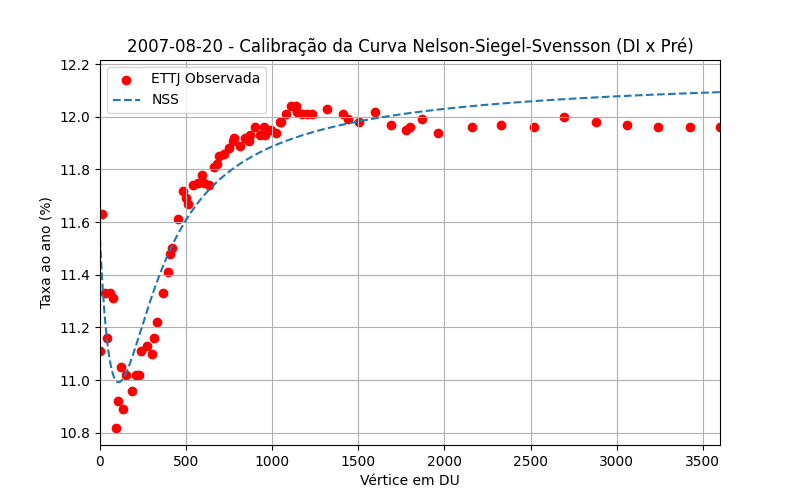 2007-08-20 - Calibração da Curva Nelson-Siegel-Svensson (DI x Pré)
ETTJ Observada
NSS
Taxa ao ano (%)
12.2
12.0
11.8
11.6
11.4
11.2
11.0
10.8
0 500 1000 1500 2000 2500 3000 3500
Vértice em DU